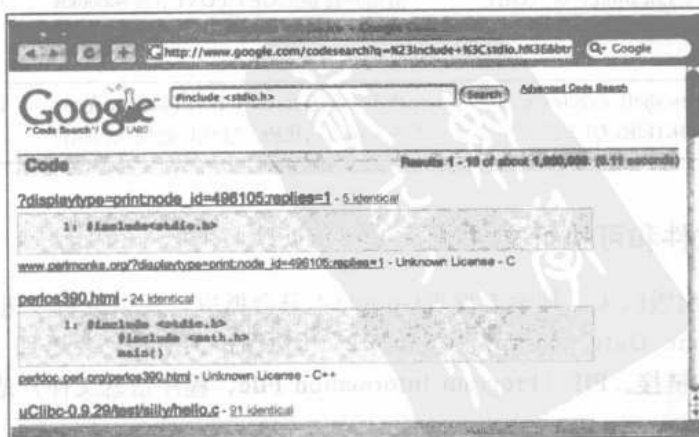 http://www.google.com/codesearch?q=%23include+%3Cstdio.h%3E&btr
Google
Google
/* Code Search */ LABS
#include <stdio.h>
Search
Advanced Code Search
Code
Results 1 - 10 of about 1,800,000. (0.11 seconds)
?displaytype=print;node_id=496105;replies=1 - 5 identical
1: #include<stdio.h>
www.perlmonks.org/?displaytype=print;node_id=496105;replies=1 - Unknown License - C
perlos390.html - 24 identical
1: #include <stdio.h>
#include <math.h>
main()
perldoc.perl.org/perlos390.html - Unknown License - C++
uClibc-0.9.29/test/silly/hello.c - 91 identical